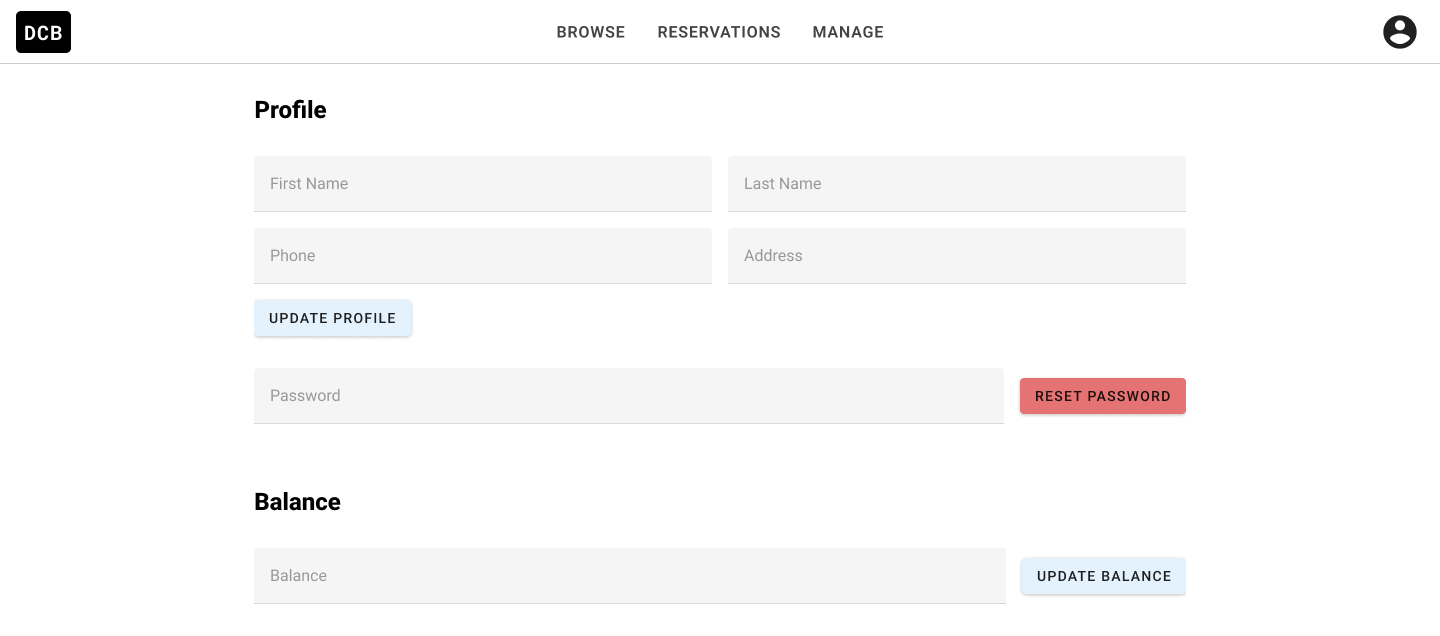 DCB BROWSE RESERVATIONS MANAGE
Profile
First Name Last Name
Phone Address
UPDATE PROFILE
Password RESET PASSWORD
Balance
Balance UPDATE BALANCE